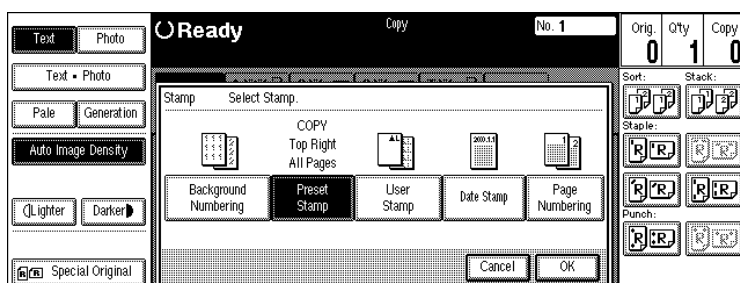 Text Photo
Text • Photo
Pale Generation
Auto Image Density
Lighter Darker
Special Original
Ready
Copy
No. 1
Orig. Q'ty Copy
0 1 0
Stamp Select Stamp.
COPY
Top Right
All Pages
Background
Numbering
Preset
Stamp
User
Stamp
Date Stamp
Page
Numbering
Cancel OK
Sort: Stack:
Staple:
Punch: